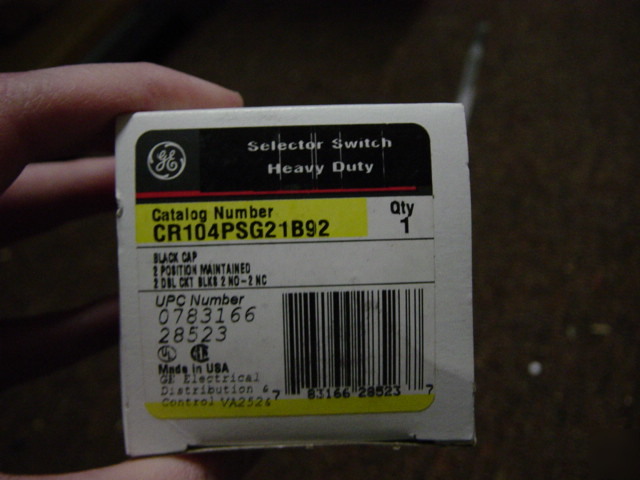 GE
Selector Switch
Heavy Duty
Catalog Number
CR104PSG21B92
Qty
1
BLACK CAP
2 POSITION MAINTAINED
2 DBL CKT BLKS 2 NO-2 NC
UPC Number
0783166
28523
UL
Made in USA
GE Electrical
Distribution &
Control VA2524
7 83166 28523 7